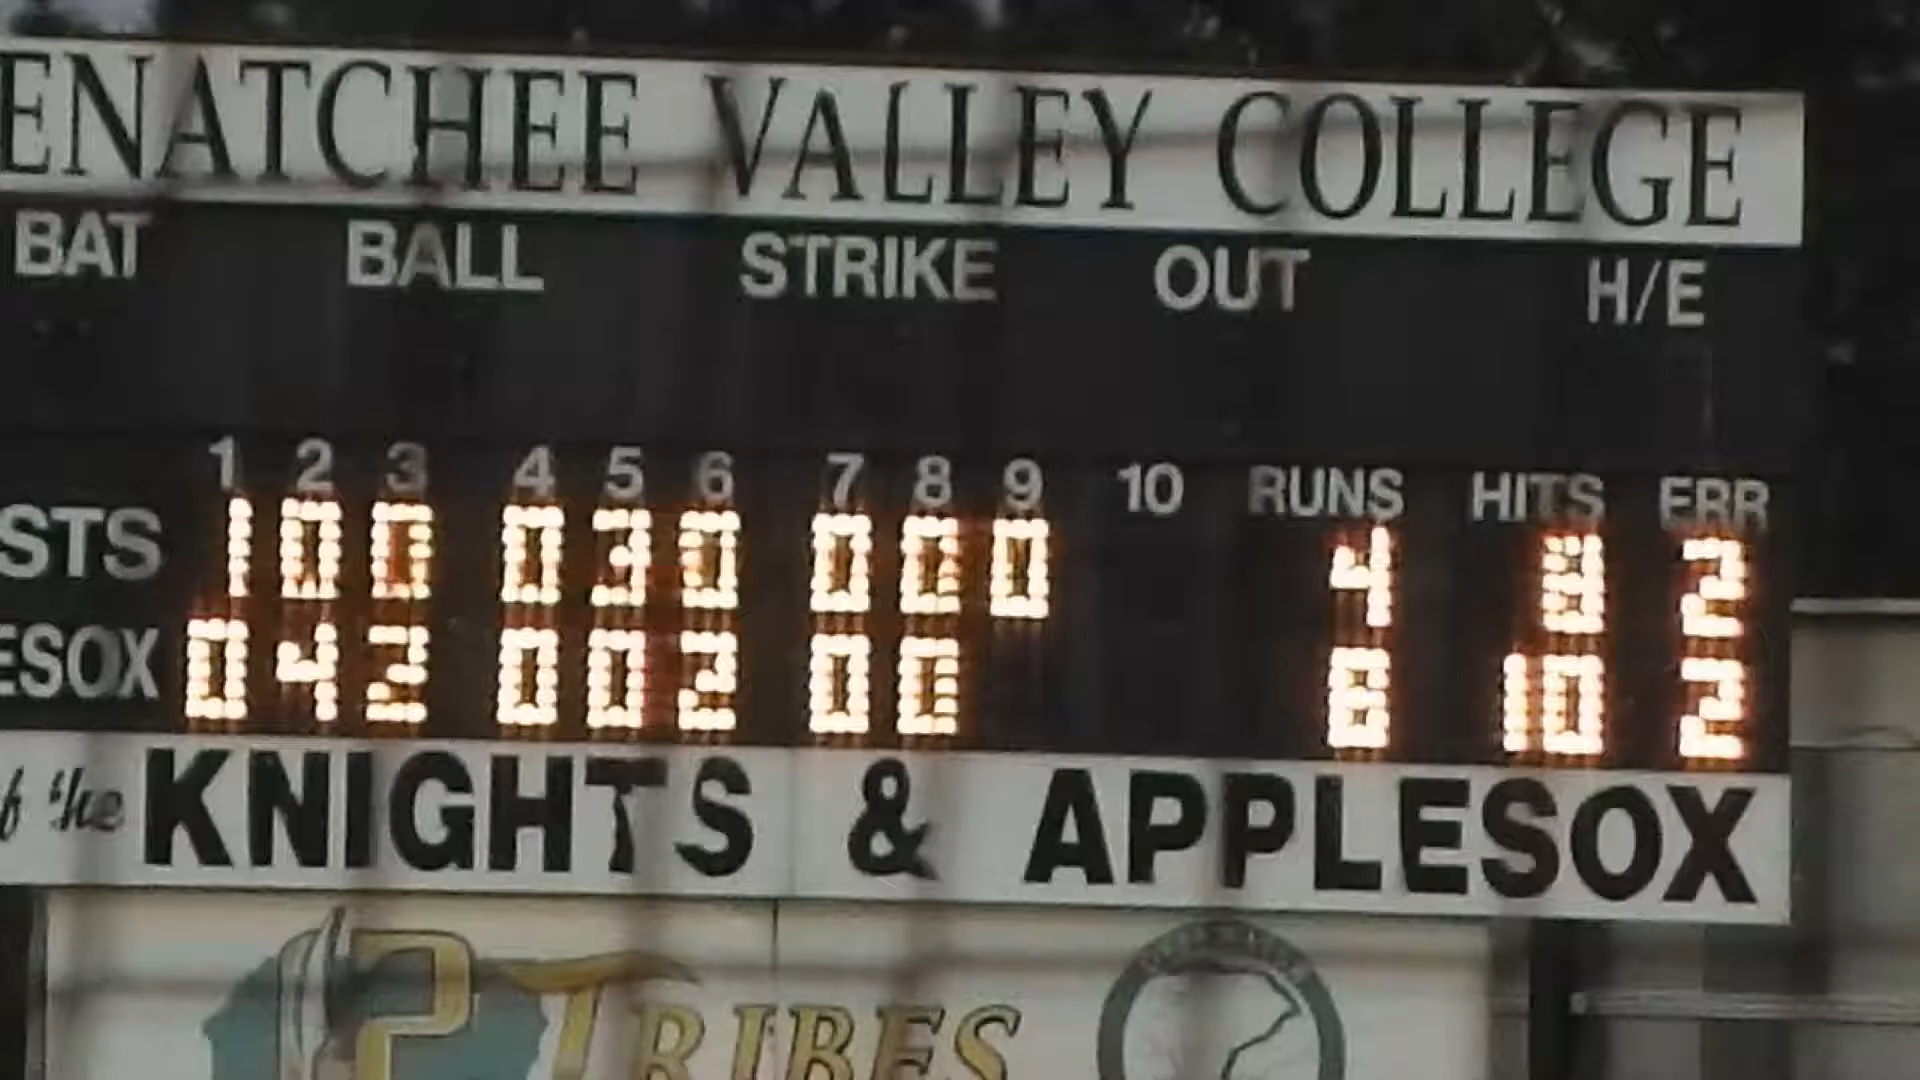 ENATCHEE VALLEY COLLEGE
BAT BALL STRIKE OUT H/E
1 2 3 4 5 6 7 8 9 10 RUNS HITS ERR
STS 1 0 0 0 3 0 0 0 0 4 2
ESOX 0 4 2 0 0 2 0 0 8 10 2
f the KNIGHTS & APPLESOX
2 TRIBES